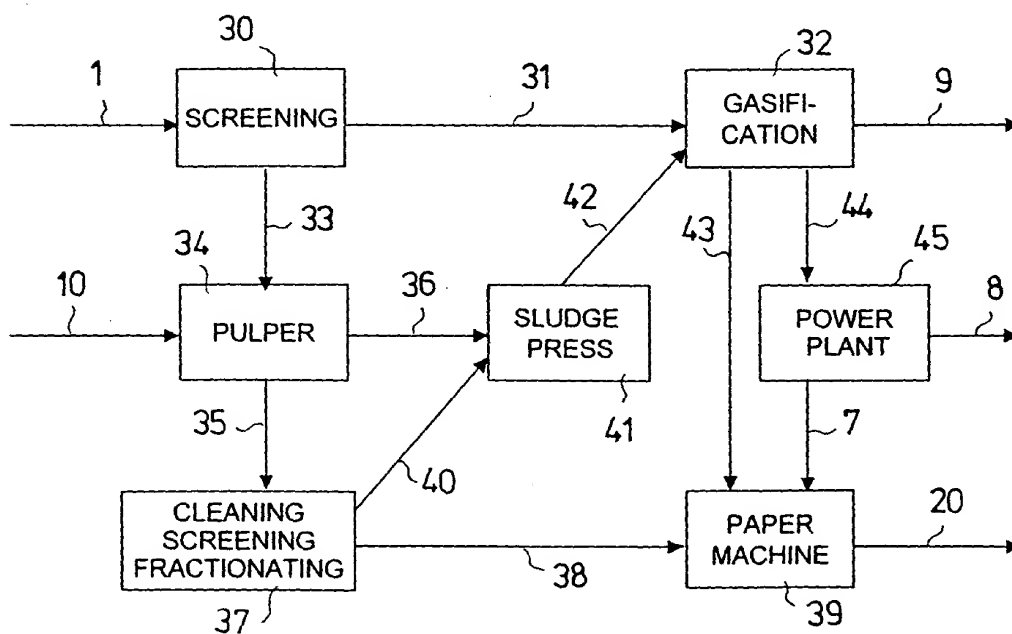 30
32
1
31
9
SCREENING
GASIFI-
CATION
33
42
43
44
34
45
10
36
8
PULPER
SLUDGE
PRESS
POWER
PLANT
35
41
7
40
CLEANING
SCREENING
FRACTIONATING
PAPER
MACHINE
20
38
37
39